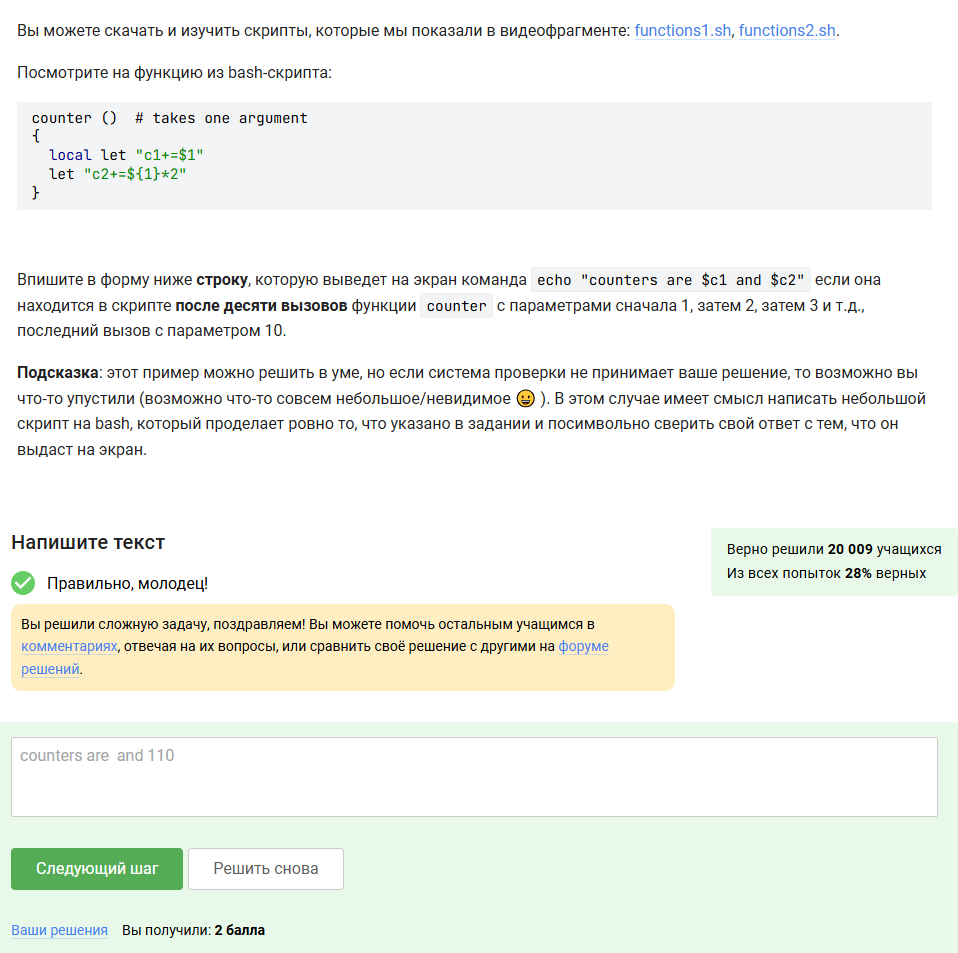 Вы можете скачать и изучить скрипты, которые мы показали в видеофрагменте: functions1.sh, functions2.sh.
Посмотрите на функцию из bash-скрипта:
counter ()  # takes one argument
{
  local let "c1+=$1"
  let "c2+=${1}*2"
}
Впишите в форму ниже строку, которую выведет на экран команда echo "counters are $c1 and $c2" если она
находится в скрипте после десяти вызовов функции counter с параметрами сначала 1, затем 2, затем 3 и т.д.,
последний вызов с параметром 10.
Подсказка: этот пример можно решить в уме, но если система проверки не принимает ваше решение, то возможно вы
что-то упустили (возможно что-то совсем небольшое/невидимое 😀 ). В этом случае имеет смысл написать небольшой
скрипт на bash, который проделает ровно то, что указано в задании и посимвольно сверить свой ответ с тем, что он
выдаст на экран.
Напишите текст
Верно решили 20 009 учащихся
Из всех попыток 28% верных
Правильно, молодец!
Вы решили сложную задачу, поздравляем! Вы можете помочь остальным учащимся в
комментариях, отвечая на их вопросы, или сравнить своё решение с другими на форуме
решений.
counters are  and 110
Следующий шаг
Решить снова
Ваши решения Вы получили: 2 балла